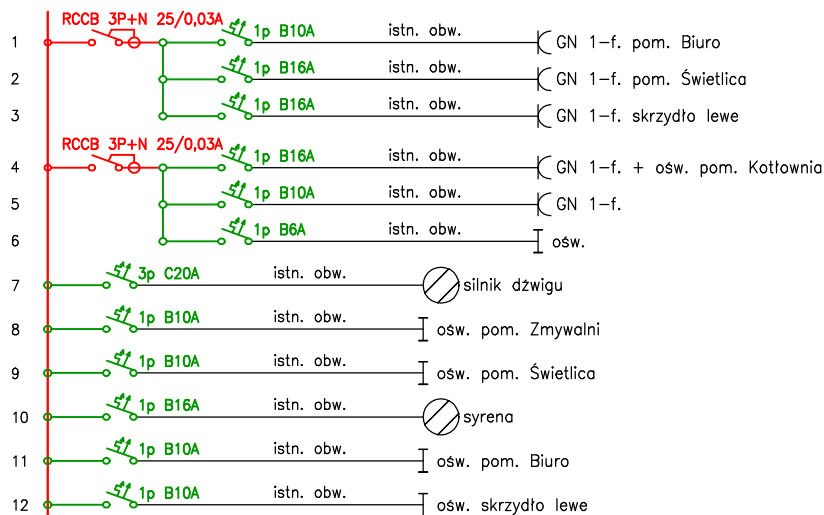 RCCB 3P+N 25/0,03A
1 1p B10A istn. obw. GN 1-f. pom. Biuro
2 1p B16A istn. obw. GN 1-f. pom. Świetlica
3 1p B16A istn. obw. GN 1-f. skrzydło lewe
RCCB 3P+N 25/0,03A
4 1p B16A istn. obw. GN 1-f. + ośw. pom. Kotłownia
5 1p B10A istn. obw. GN 1-f.
6 1p B6A istn. obw. ośw.
7 3p C20A istn. obw. silnik dźwigu
8 1p B10A istn. obw. ośw. pom. Zmywalni
9 1p B10A istn. obw. ośw. pom. Świetlica
10 1p B16A istn. obw. syrena
11 1p B10A istn. obw. ośw. pom. Biuro
12 1p B10A istn. obw. ośw. skrzydło lewe